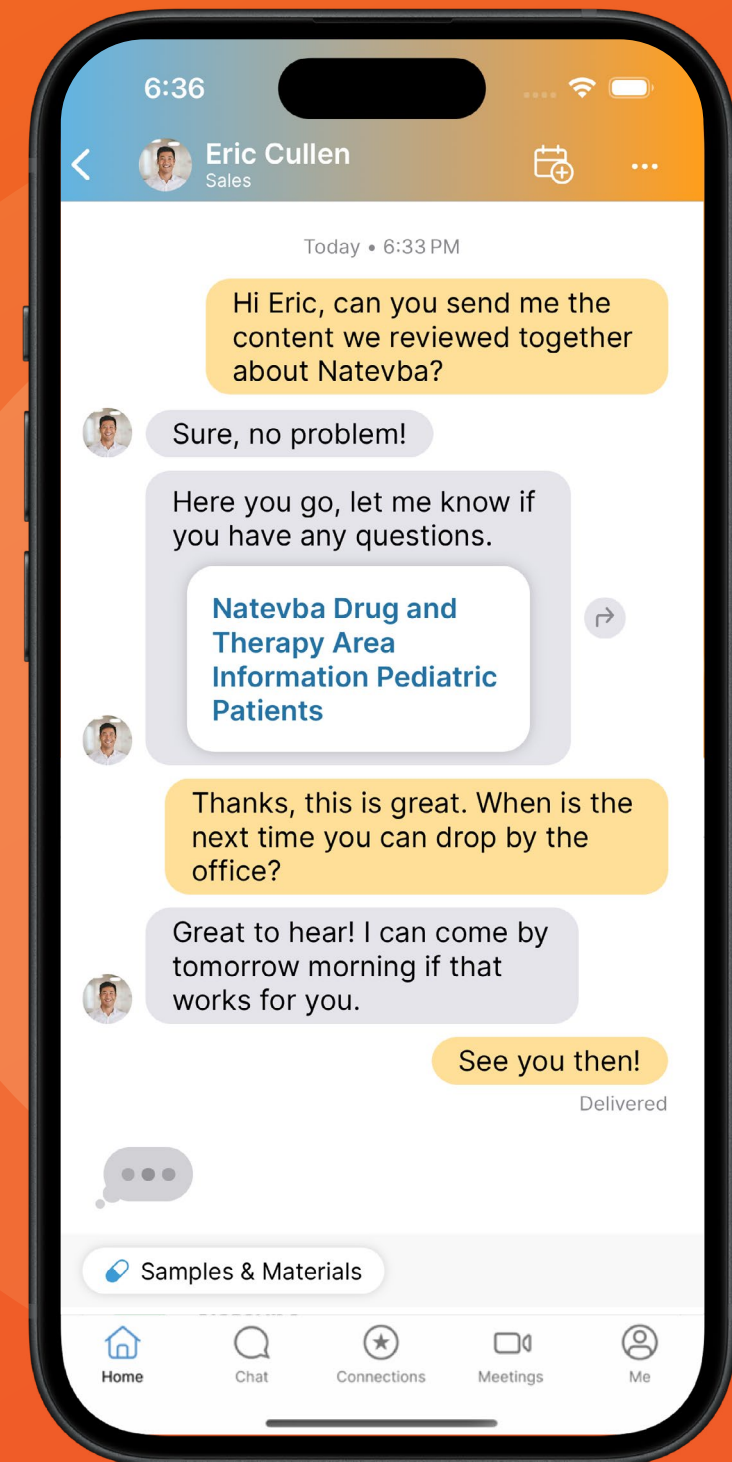 6:36
Eric Cullen
Sales
Today • 6:33 PM
Hi Eric, can you send me the
content we reviewed together
about Natevba?
Sure, no problem!
Here you go, let me know if
you have any questions.
Natevba Drug and
Therapy Area
Information Pediatric
Patients
Thanks, this is great. When is the
next time you can drop by the
office?
Great to hear! I can come by
tomorrow morning if that
works for you.
See you then!
Delivered
Samples & Materials
Home
Chat
Connections
Meetings
Me